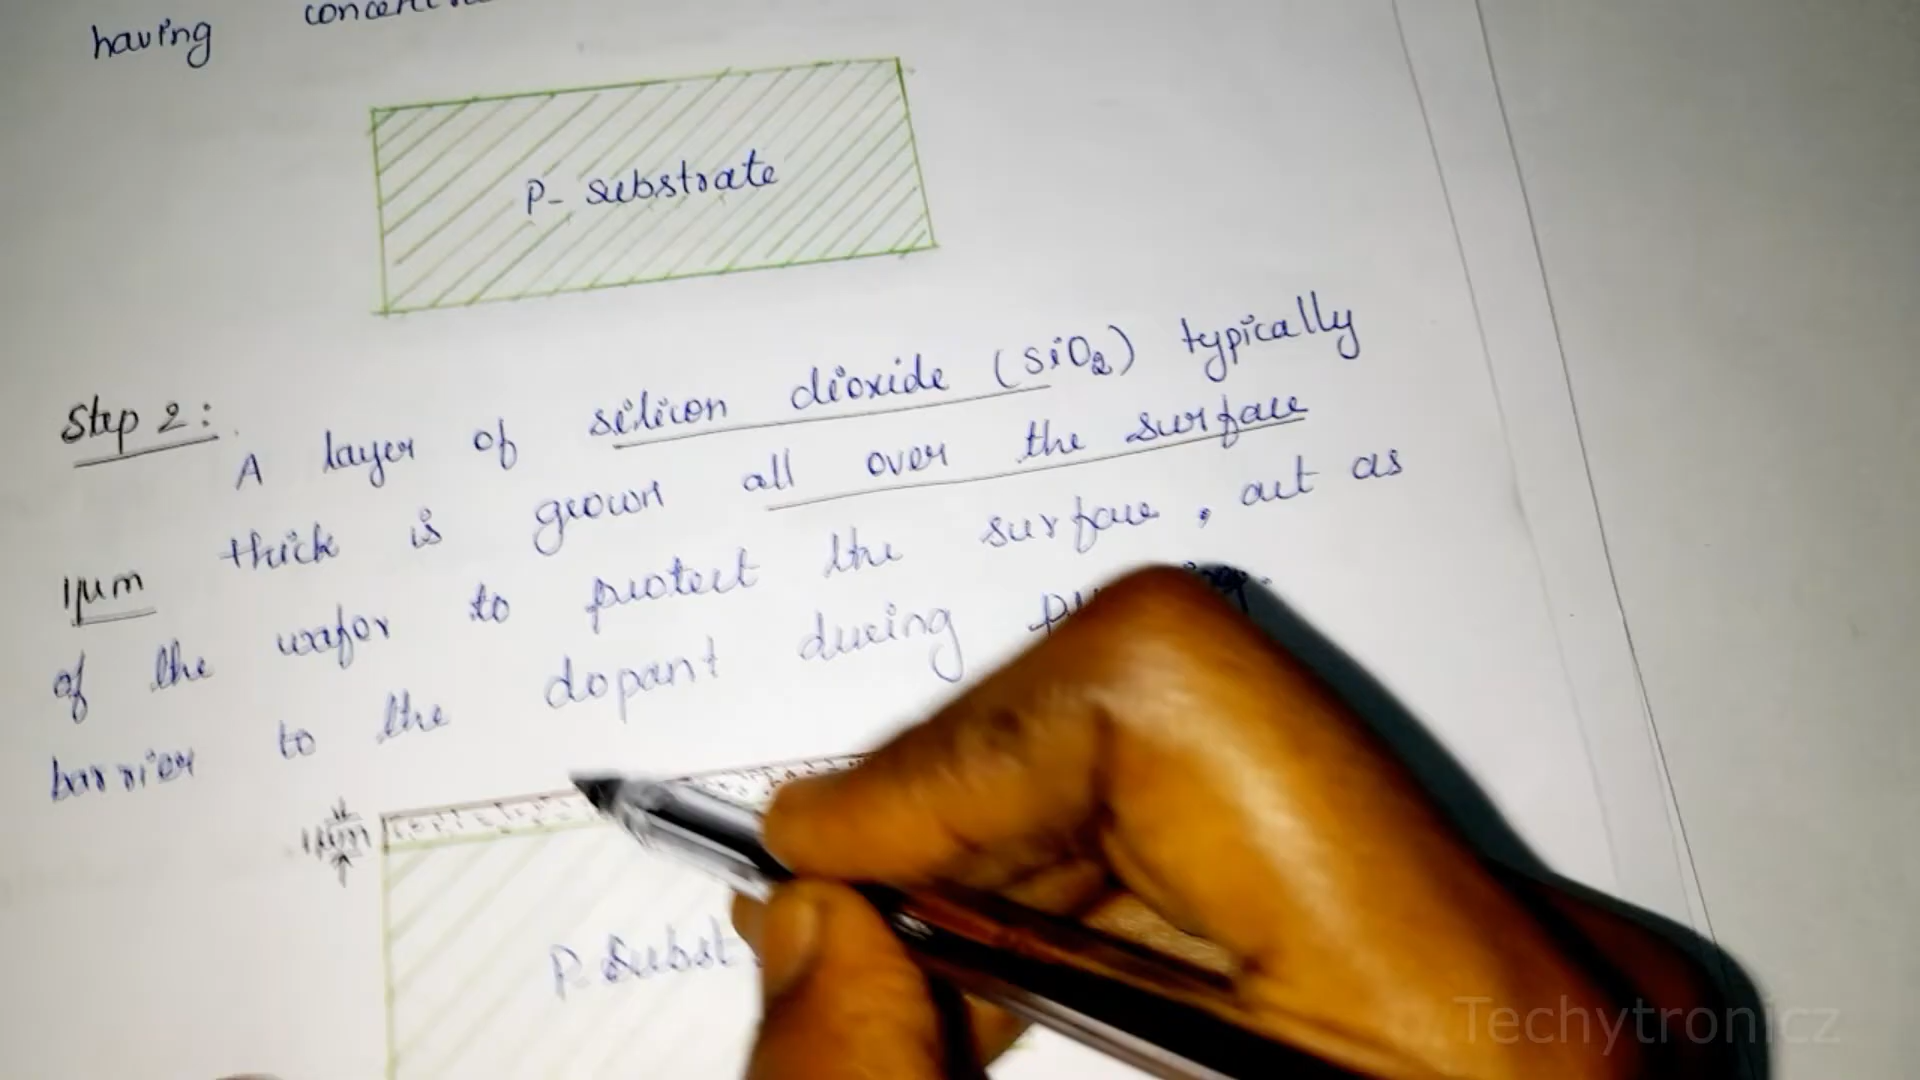 having
P- substrate
Step 2:
A layer of silicon dioxide (SiO2) typically
1μm thick is grown all over the surface
of the wafer to protect the surface, act as
barrier to the dopant during
1μm
P-Subst
Techytronicz